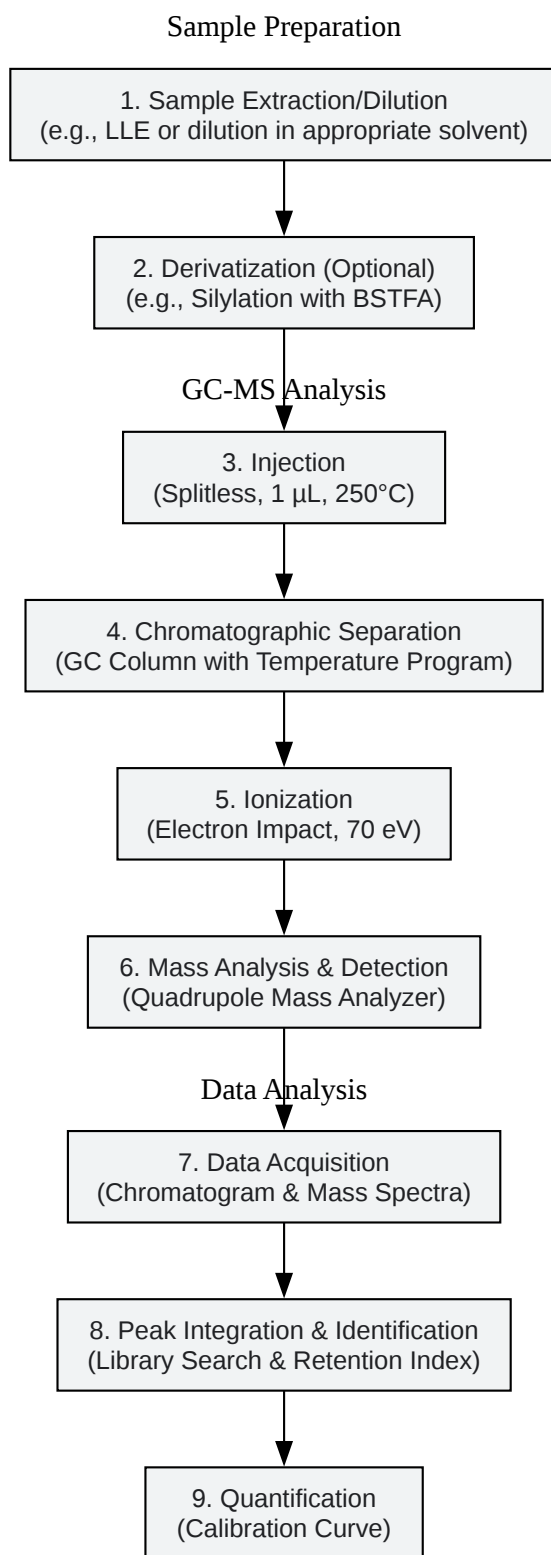 Sample Preparation
1. Sample Extraction/Dilution
(e.g., LLE or dilution in appropriate solvent)
2. Derivatization (Optional)
(e.g., Silylation with BSTFA)
GC-MS Analysis
3. Injection
(Splitless, 1 µL, 250°C)
4. Chromatographic Separation
(GC Column with Temperature Program)
5. Ionization
(Electron Impact, 70 eV)
6. Mass Analysis & Detection
(Quadrupole Mass Analyzer)
Data Analysis
7. Data Acquisition
(Chromatogram & Mass Spectra)
8. Peak Integration & Identification
(Library Search & Retention Index)
9. Quantification
(Calibration Curve)